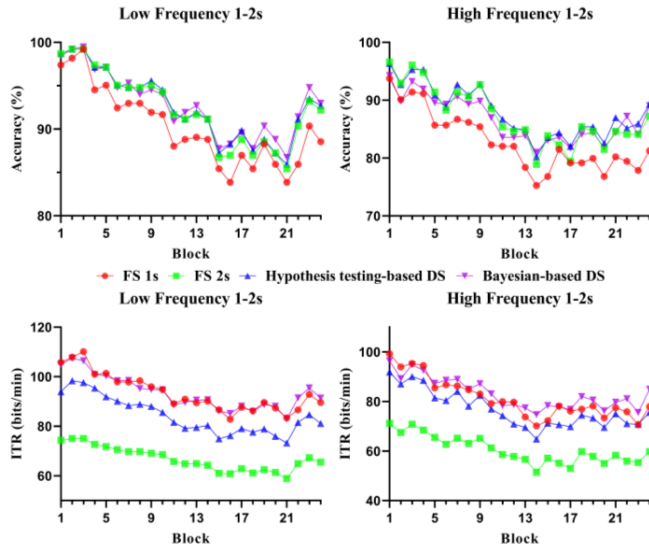 Low Frequency 1-2s
High Frequency 1-2s
Accuracy (%)
100
90
80
1 5 9 13 17 21
Block
Accuracy (%)
100
90
80
70
1 5 9 13 17 21
Block
FS 1s FS 2s Hypothesis testing-based DS Bayesian-based DS
Low Frequency 1-2s
High Frequency 1-2s
ITR (bits/min)
120
100
80
60
1 5 9 13 17 21
Block
ITR (bits/min)
100
80
60
40
1 5 9 13 17 21
Block